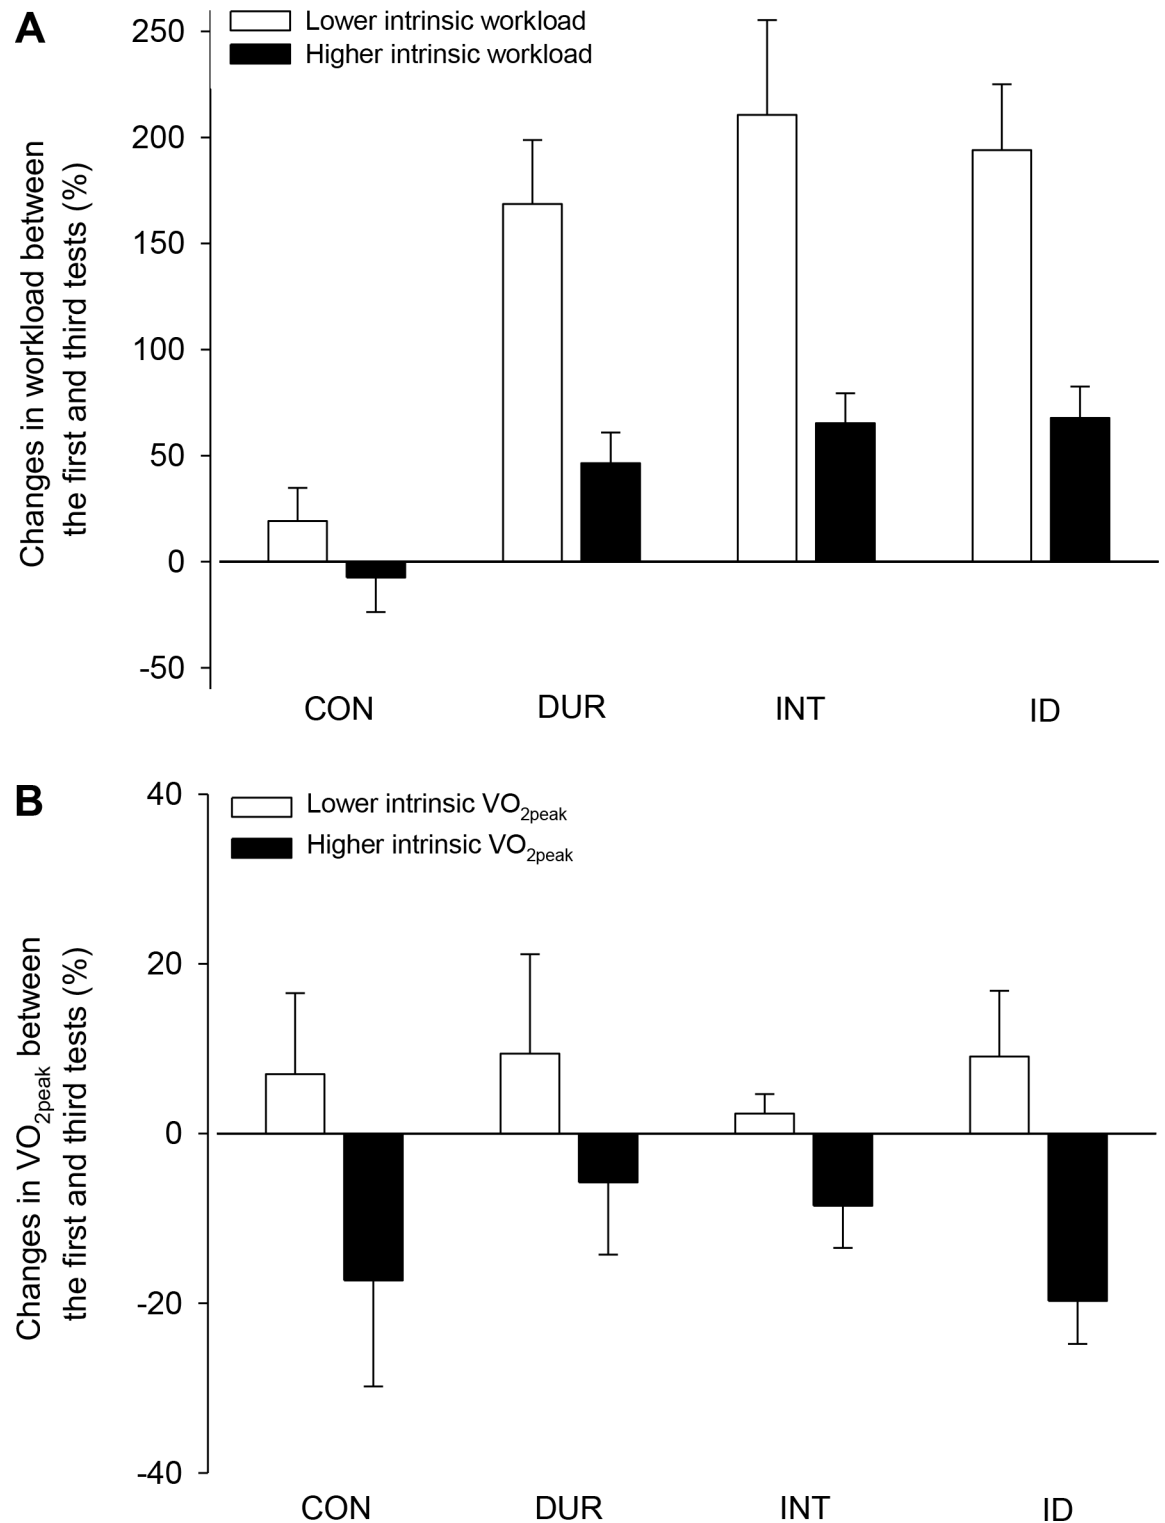 A
Lower intrinsic workload
Higher intrinsic workload
Changes in workload between
the first and third tests (%)
250
200
150
100
50
0
-50
CON DUR INT ID
B
Lower intrinsic VO2peak
Higher intrinsic VO2peak
Changes in VO2peak between
the first and third tests (%)
40
20
0
-20
-40
CON DUR INT ID